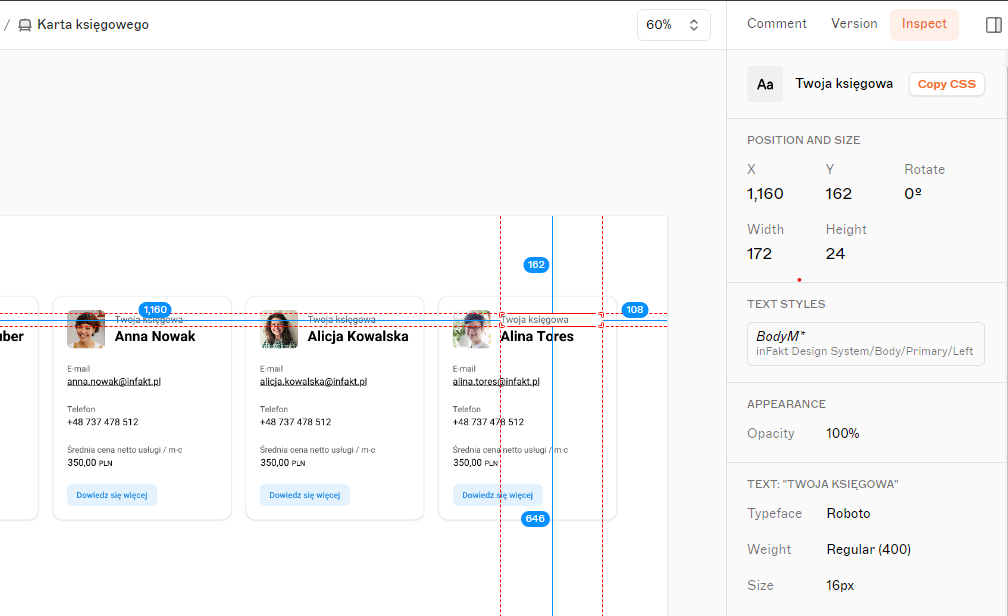 / Karta księgowego
60%
Comment Version Inspect
Aa Twoja księgowa Copy CSS
POSITION AND SIZE
X Y Rotate
1,160 162 0º
Width Height
172 24
TEXT STYLES
BodyM*
inFakt Design System/Body/Primary/Left
APPEARANCE
Opacity 100%
TEXT: "TWOJA KSIĘGOWA"
Typeface Roboto
Weight Regular (400)
Size 16px
162
1,160
108
uber
Twoja księgowa
Anna Nowak
E-mail
anna.nowak@infakt.pl
Telefon
+48 737 478 512
Średnia cena netto usługi / m-c
350,00 PLN
Dowiedz się więcej
Twoja księgowa
Alicja Kowalska
E-mail
alicja.kowalska@infakt.pl
Telefon
+48 737 478 512
Średnia cena netto usługi / m-c
350,00 PLN
Dowiedz się więcej
Twoja księgowa
Alina Tores
E-mail
alina.tores@infakt.pl
Telefon
+48 737 478 512
Średnia cena netto usługi / m-c
350,00 PLN
Dowiedz się więcej
646